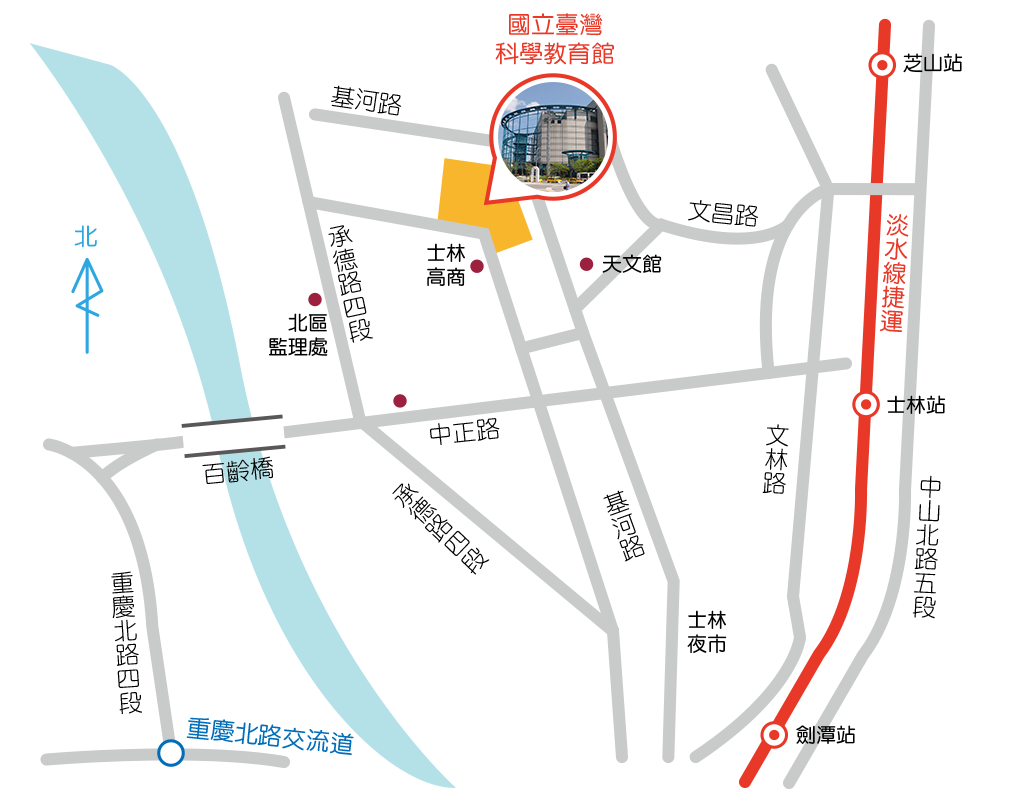 國立臺灣
科學教育館
芝山站
基河路
文昌路
淡水線捷運
北
承德路四段
士林
高商
天文館
北區
監理處
士林站
中正路
百齡橋
文林路
承德路四段
基河路
中山北路五段
重慶北路四段
士林
夜市
重慶北路交流道
劍潭站